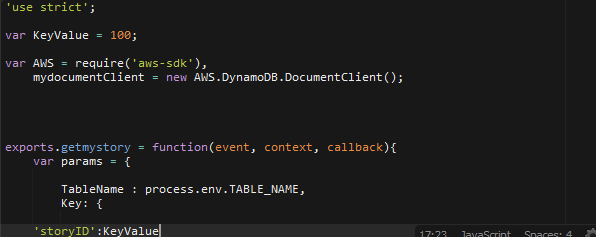 'use strict';
var KeyValue = 100;
var AWS = require('aws-sdk'),
mydocumentClient = new AWS.DynamoDB.DocumentClient();
exports.getmystory = function(event, context, callback){
var params = {
TableName : process.env.TABLE_NAME,
Key: {
'storyID':KeyValue
17:23 JavaScript Spaces: 4